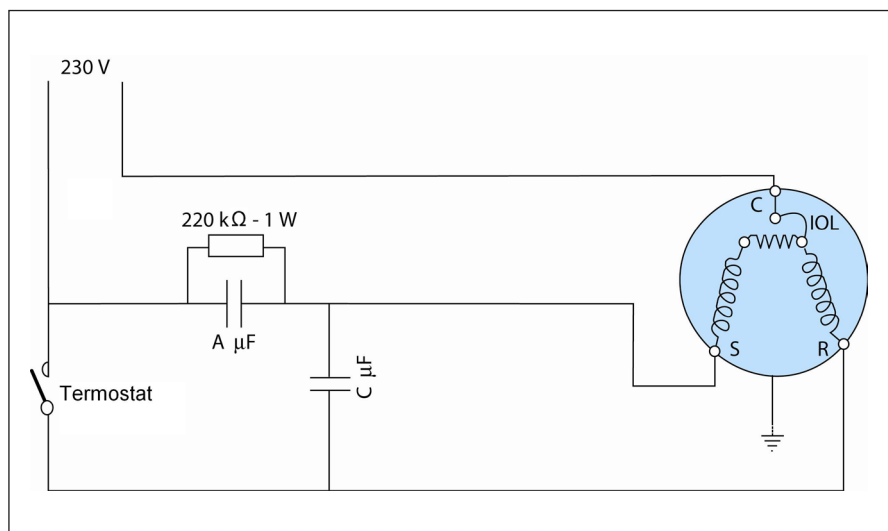 230 V
C
IOL
220 kΩ - 1 W
A µF
C µF
S
R
Termostat